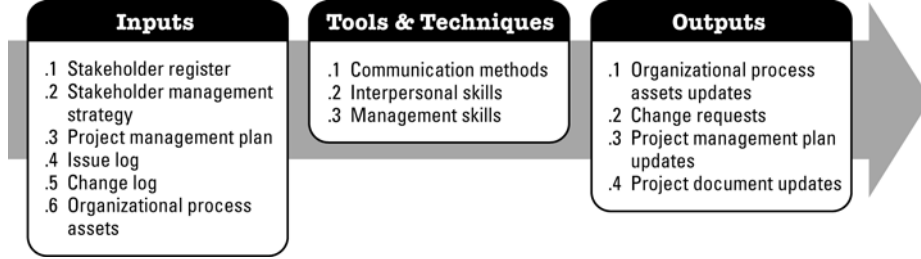 Inputs
.1 Stakeholder register
.2 Stakeholder management
strategy
.3 Project management plan
.4 Issue log
.5 Change log
.6 Organizational process
assets
Tools & Techniques
.1 Communication methods
.2 Interpersonal skills
.3 Management skills
Outputs
.1 Organizational process
assets updates
.2 Change requests
.3 Project management plan
updates
.4 Project document updates